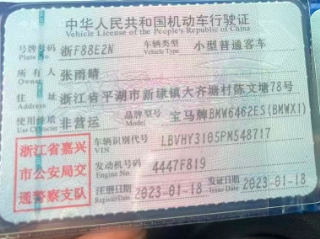 中华人民共和国机动车行驶证
Vehicle License of the People's Republic of China
号牌号码 浙F88E2N 车辆类型 小型普通客车
Plate No. Vehicle Type
所有人 张雨晴
Owner
住址 浙江省平湖市新埭镇大齐塘村陈文塘78号
Address
使用性质 非营运 品牌型号 宝马牌BMW6462ES(BMWX1)
Use Character Model
浙江省嘉兴
市公安局交
通警察支队
车辆识别代号 LBVHY3105PM548717
VIN
发动机号码 4447F819
Engine No.
注册日期 2023-01-18 发证日期 2023-01-18
Register Date Issue Date